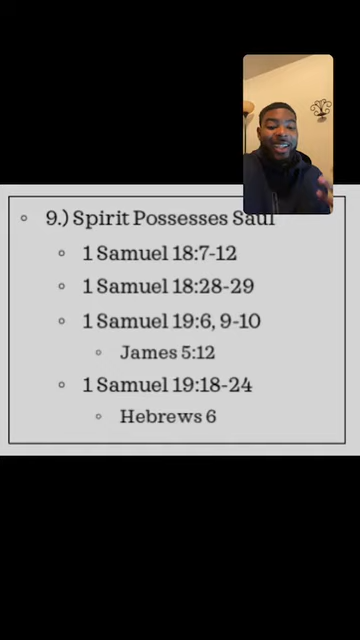 9.) Spirit Possesses Saul
1 Samuel 18:7-12
1 Samuel 18:28-29
1 Samuel 19:6, 9-10
James 5:12
1 Samuel 19:18-24
Hebrews 6